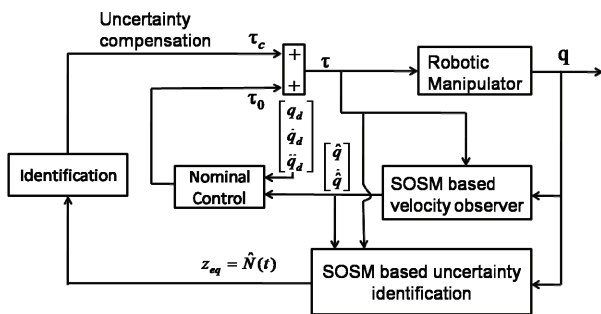 Uncertainty
compensation
τc
+
+
τ
τ0
Robotic
Manipulator
q
qd
q̇d
q̈d
q̂
q̂̇
Identification
Nominal
Control
SOSM based
velocity observer
zeq = N̂(t)
SOSM based uncertainty
identification